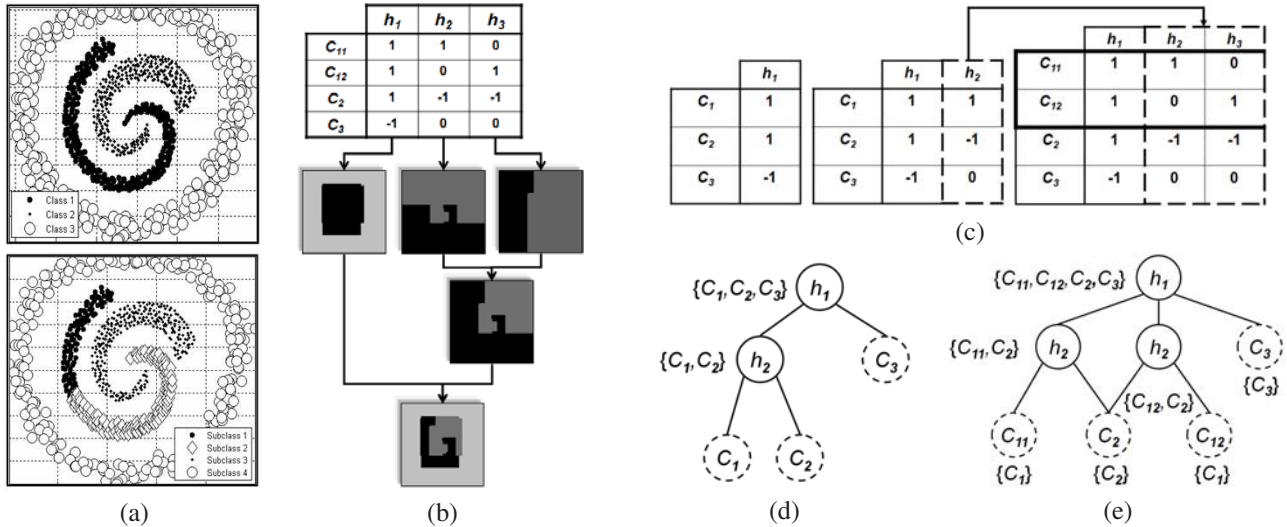 Class 1
Class 2
Class 3
Subclass 1
Subclass 2
Subclass 3
Subclass 4
(a)
h1 h2 h3
C11 1 1 0
C12 1 0 1
C2 1 -1 -1
C3 -1 0 0
(b)
h1
C1 1
C2 1
C3 -1
h1 h2
C1 1 1
C2 1 -1
C3 -1 0
h1 h2 h3
C11 1 1 0
C12 1 0 1
C2 1 -1 -1
C3 -1 0 0
(c)
{C1,C2,C3} h1
{C1,C2} h2 C3
C1 C2
(d)
{C11,C12,C2,C3} h1
{C11,C2} h2 h2 C3
{C3}
{C12,C2}
C11 C2 C12
{C1} {C2} {C1}
(e)